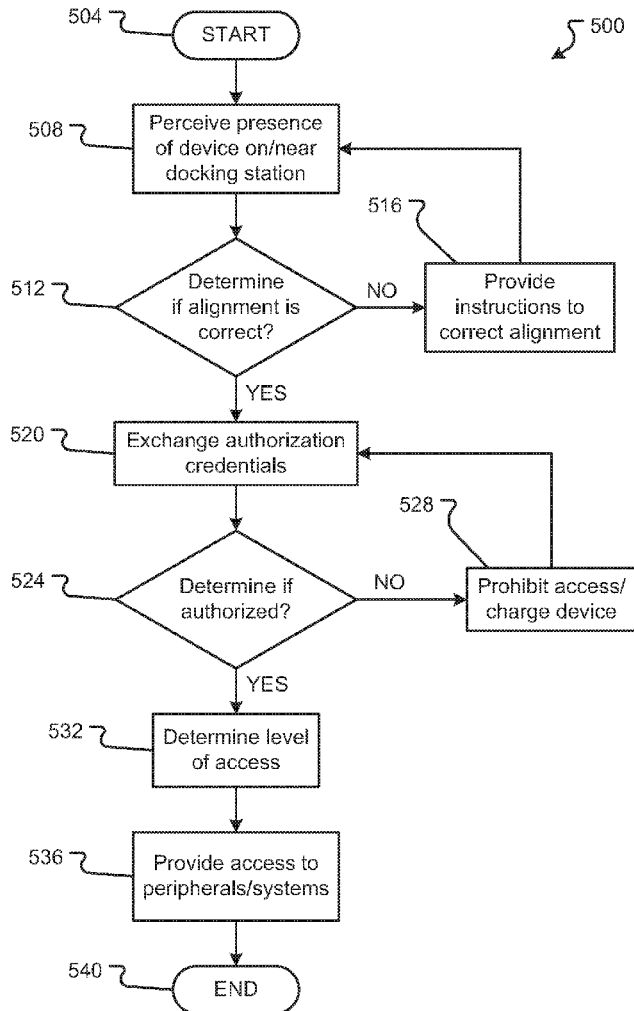 504
START
500
508
Perceive presence
of device on/near
docking station
516
512
Determine
if alignment is
correct?
NO
Provide
instructions to
correct alignment
YES
520
Exchange authorization
credentials
528
524
Determine if
authorized?
NO
Prohibit access/
charge device
YES
532
Determine level
of access
536
Provide access to
peripherals/systems
540
END